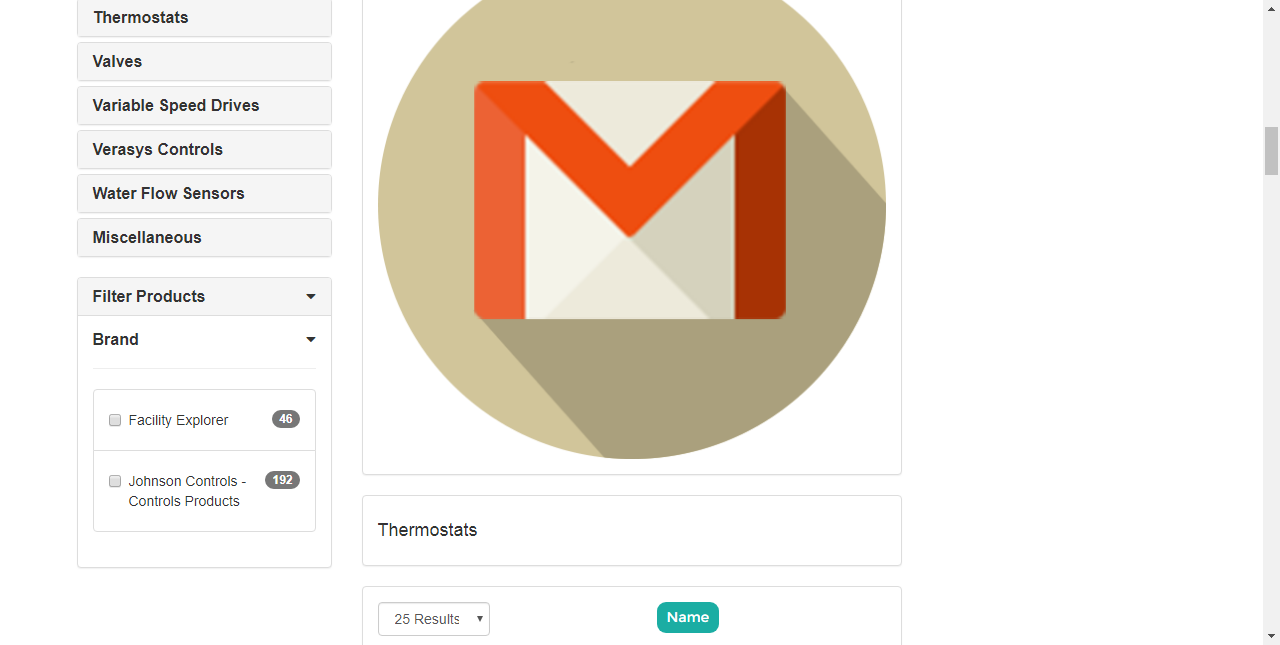 Thermostats
Valves
Variable Speed Drives
Verasys Controls
Water Flow Sensors
Miscellaneous
Filter Products
Brand
Facility Explorer 46
Johnson Controls - 192
Controls Products
Thermostats
25 Results
Name